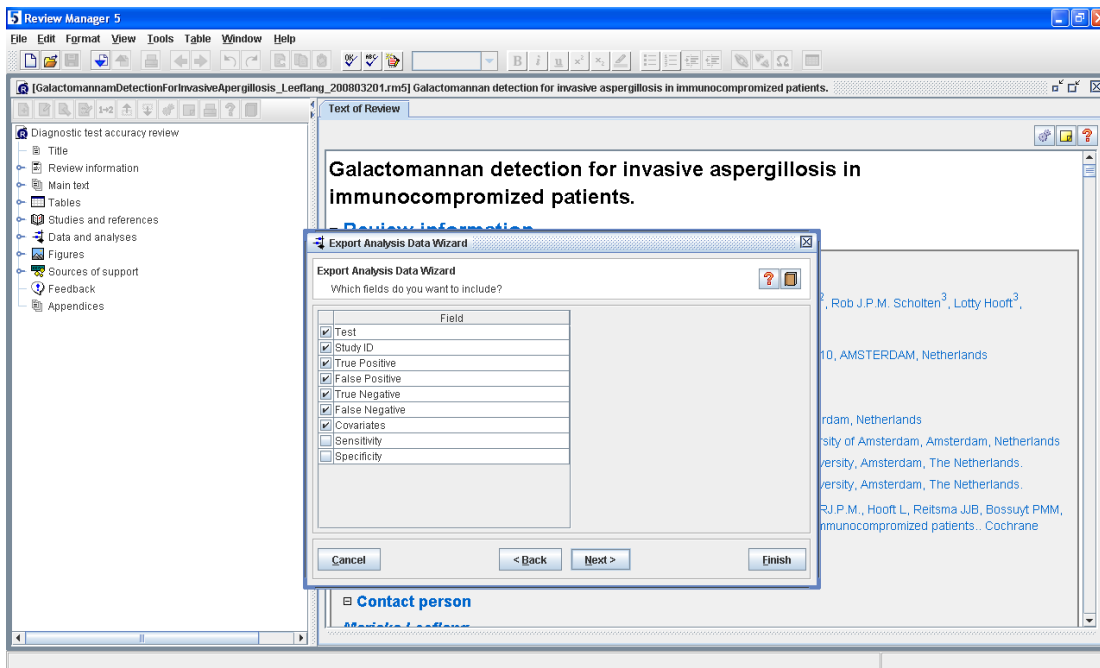 Review Manager 5
File Edit Format View Tools Table Window Help
[GalactomannamDetectionForInvasiveApergillosis_Leeflang_200803201.rm5] Galactomannan detection for invasive aspergillosis in immunocompromized patients.
Text of Review
Diagnostic test accuracy review
Title
Review information
Main text
Tables
Studies and references
Data and analyses
Figures
Sources of support
Feedback
Appendices
Galactomannan detection for invasive aspergillosis in
immunocompromized patients.
Review information
Export Analysis Data Wizard
Export Analysis Data Wizard
Which fields do you want to include?
Field
Test
Study ID
True Positive
False Positive
True Negative
False Negative
Covariates
Sensitivity
Specificity
Cancel
< Back
Next >
Finish
2, Rob J.P.M. Scholten3, Lotty Hooft3,
10, AMSTERDAM, Netherlands
rdam, Netherlands
sity of Amsterdam, Amsterdam, Netherlands
versity, Amsterdam, The Netherlands.
versity, Amsterdam, The Netherlands.
RJ.P.M., Hooft L, Reitsma JJB, Bossuyt PMM,
mmunocompromized patients.. Cochrane
Contact person
Mariska Leeflang